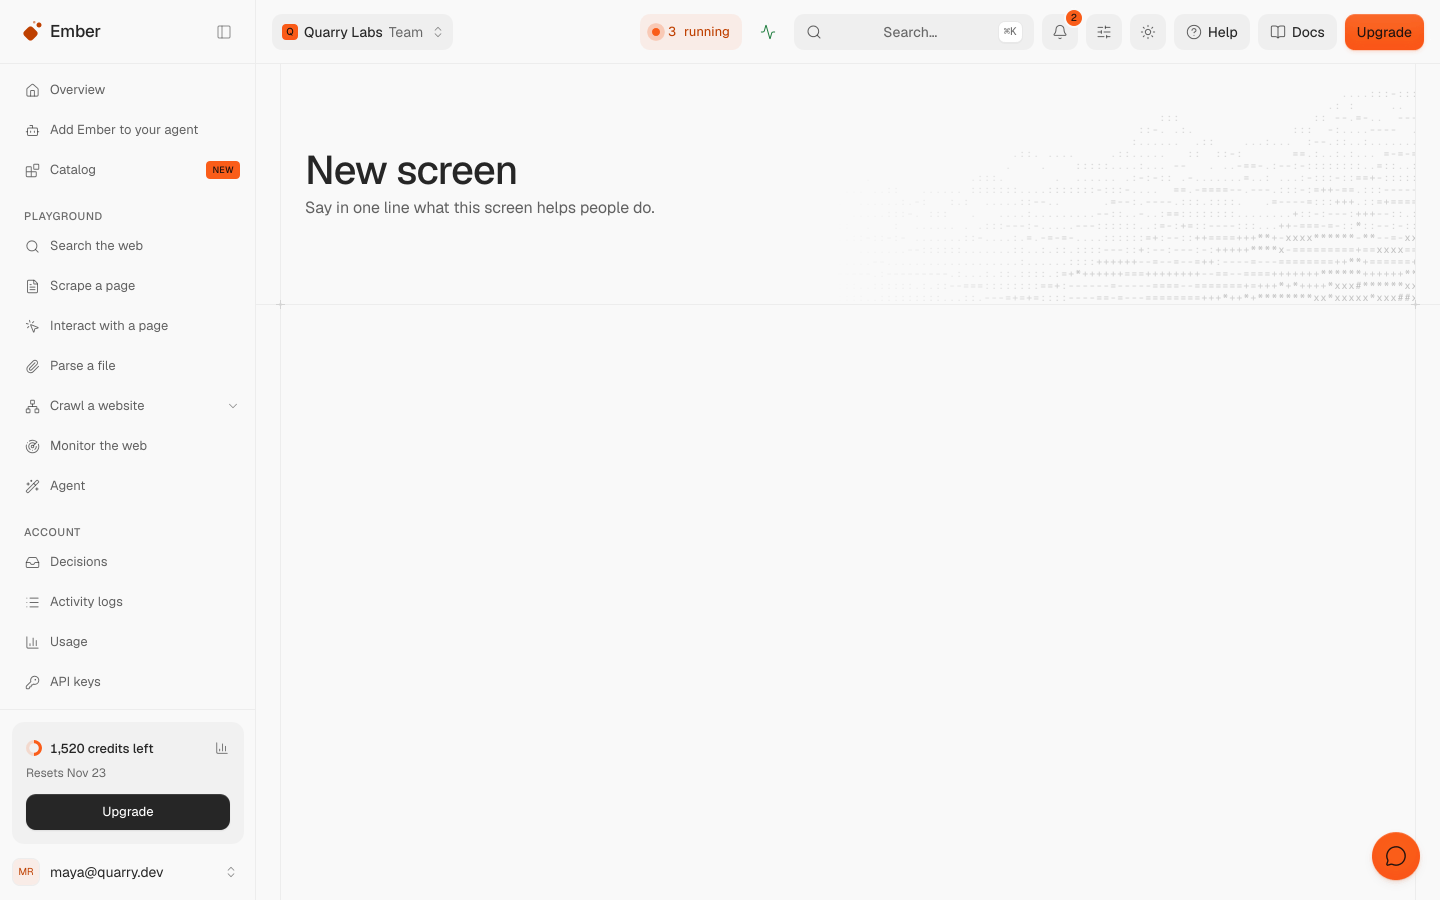 Ember
Quarry Labs Team
3 running
Search...
⌘K
2
Help
Docs
Upgrade
Overview
Add Ember to your agent
Catalog
NEW
PLAYGROUND
Search the web
Scrape a page
Interact with a page
Parse a file
Crawl a website
Monitor the web
Agent
ACCOUNT
Decisions
Activity logs
Usage
API keys
1,520 credits left
Resets Nov 23
Upgrade
MR
maya@quarry.dev
Q
New screen
Say in one line what this screen helps people do.